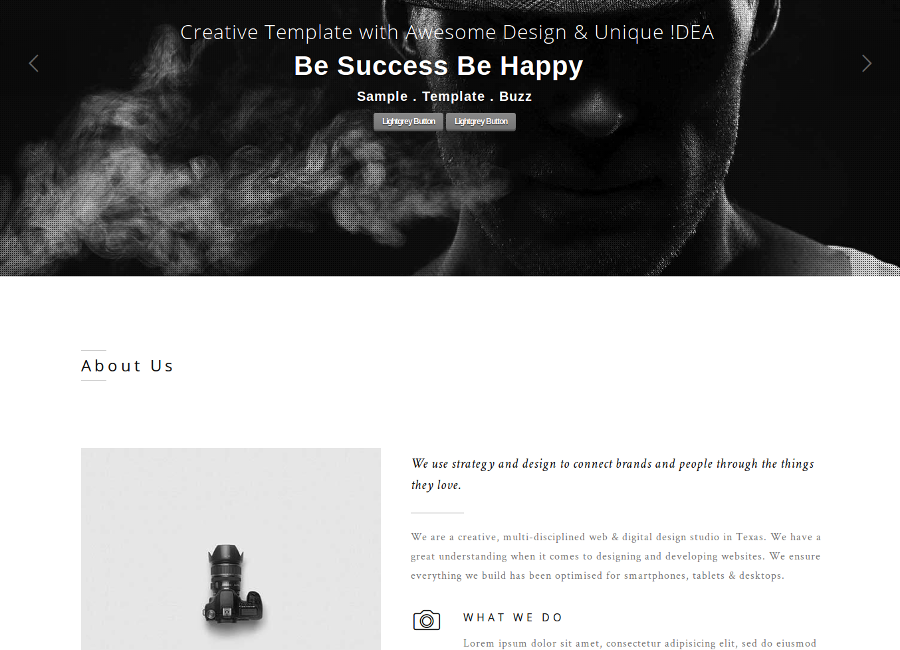 Creative Template with Awesome Design & Unique !DEA
Be Success Be Happy
Sample . Template . Buzz
Lightgrey Button Lightgrey Button
About Us
We use strategy and design to connect brands and people through the things
they love.
We are a creative, multi-disciplined web & digital design studio in Texas. We have a
great understanding when it comes to designing and developing websites. We ensure
everything we build has been optimised for smartphones, tablets & desktops.
WHAT WE DO
Lorem ipsum dolor sit amet, consectetur adipisicing elit, sed do eiusmod